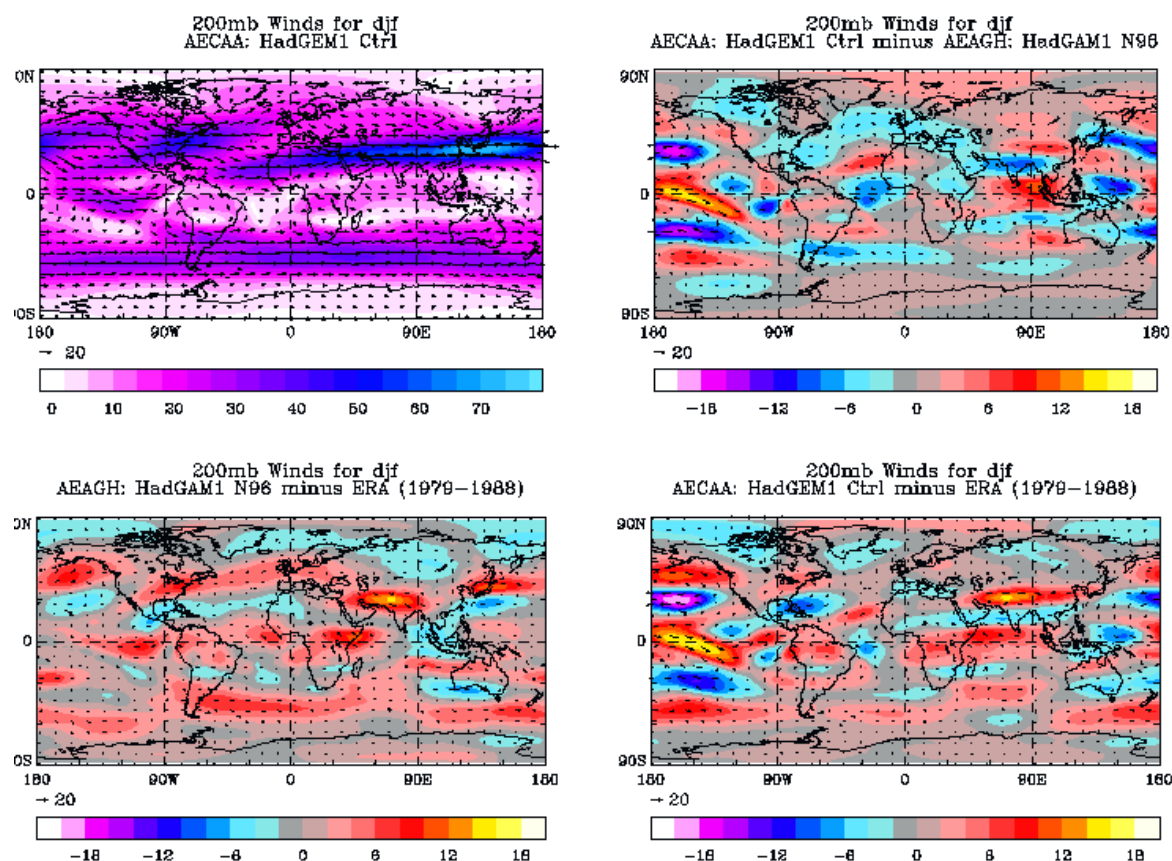 200mb Winds for djf
AECAA: HadGEM1 Ctrl
0N
0
0S
180 90W 0 90E 180
→ 20
0 10 20 30 40 50 60 70
200mb Winds for djf
AECAA: HadGEM1 Ctrl minus AEAGH: HadGAM1 N96
90N
0
90S
180 90W 0 90E 180
→ 20
-18 -12 -6 0 6 12 18
200mb Winds for djf
AEAGH: HadGAM1 N96 minus ERA (1979-1988)
0N
0
0S
180 90W 0 90E 180
→ 20
-18 -12 -6 0 6 12 18
200mb Winds for djf
AECAA: HadGEM1 Ctrl minus ERA (1979-1988)
90N
0
90S
180 90W 0 90E 180
→ 20
-18 -12 -6 0 6 12 18